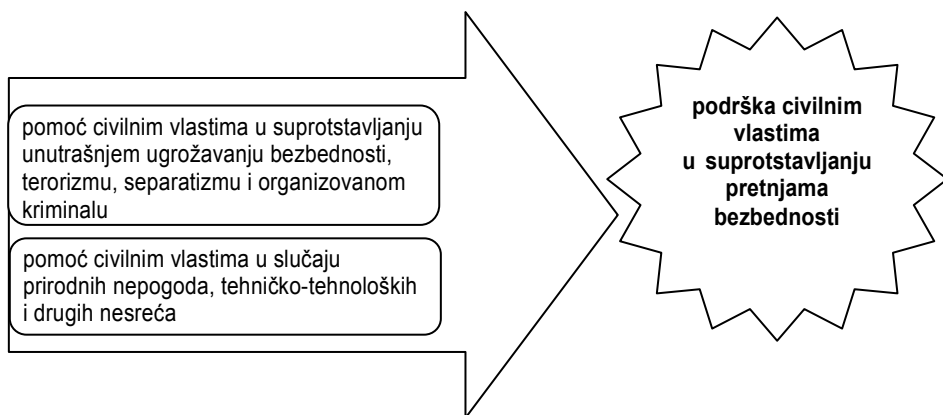 pomoć civilnim vlastima u suprotstavljanju
unutrašnjem ugrožavanju bezbednosti,
terorizmu, separatizmu i organizovanom
kriminalu
pomoć civilnim vlastima u slučaju
prirodnih nepogoda, tehničko-tehnoloških
i drugih nesreća
podrška civilnim
vlastima
u suprotstavljanju
pretnjama
bezbednosti